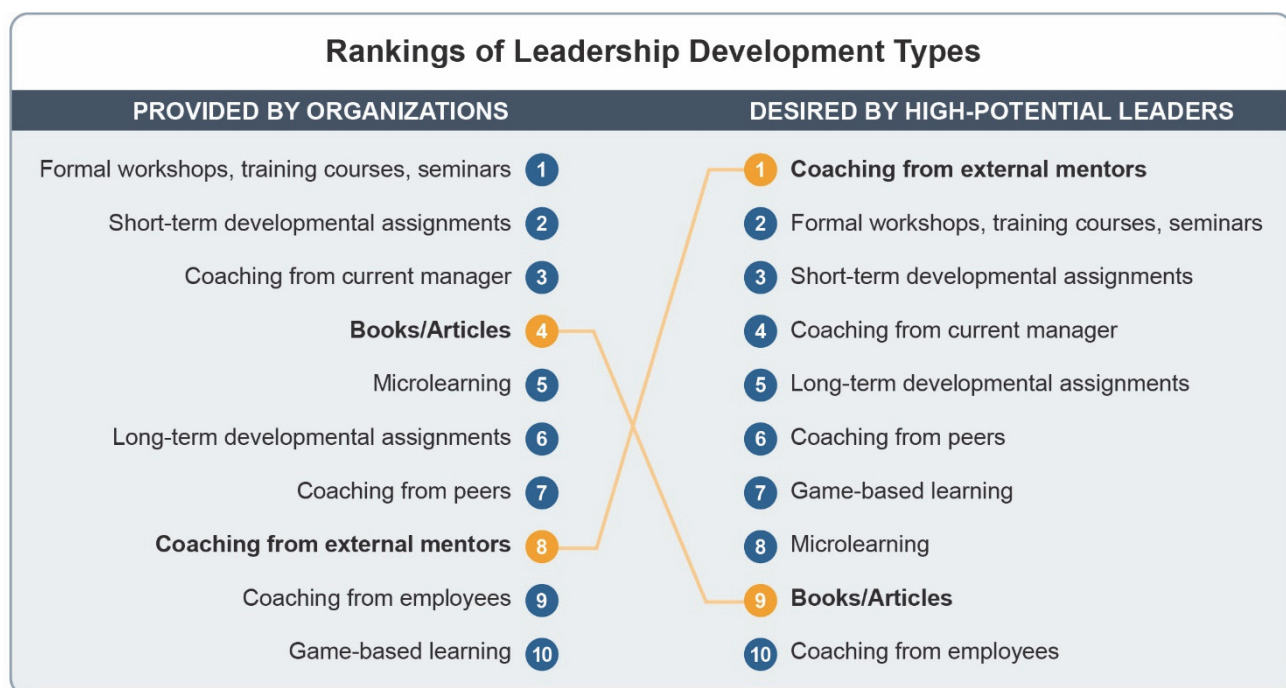 Rankings of Leadership Development Types
PROVIDED BY ORGANIZATIONS
DESIRED BY HIGH-POTENTIAL LEADERS
Formal workshops, training courses, seminars 1
Short-term developmental assignments 2
Coaching from current manager 3
Books/Articles 4
Microlearning 5
Long-term developmental assignments 6
Coaching from peers 7
Coaching from external mentors 8
Coaching from employees 9
Game-based learning 10
1 Coaching from external mentors
2 Formal workshops, training courses, seminars
3 Short-term developmental assignments
4 Coaching from current manager
5 Long-term developmental assignments
6 Coaching from peers
7 Game-based learning
8 Microlearning
9 Books/Articles
10 Coaching from employees